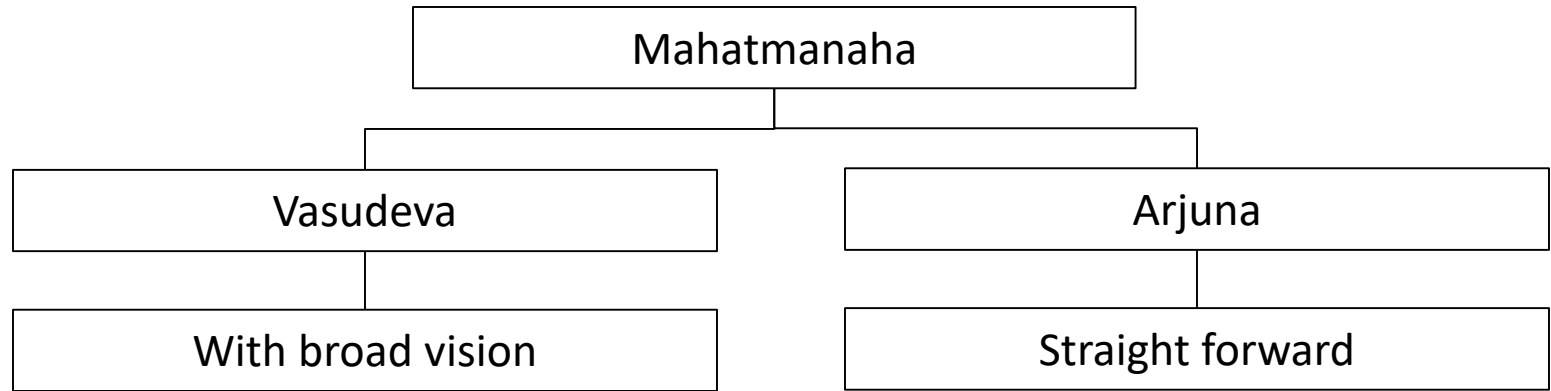 Mahatmanaha
Vasudeva
Arjuna
With broad vision
Straight forward